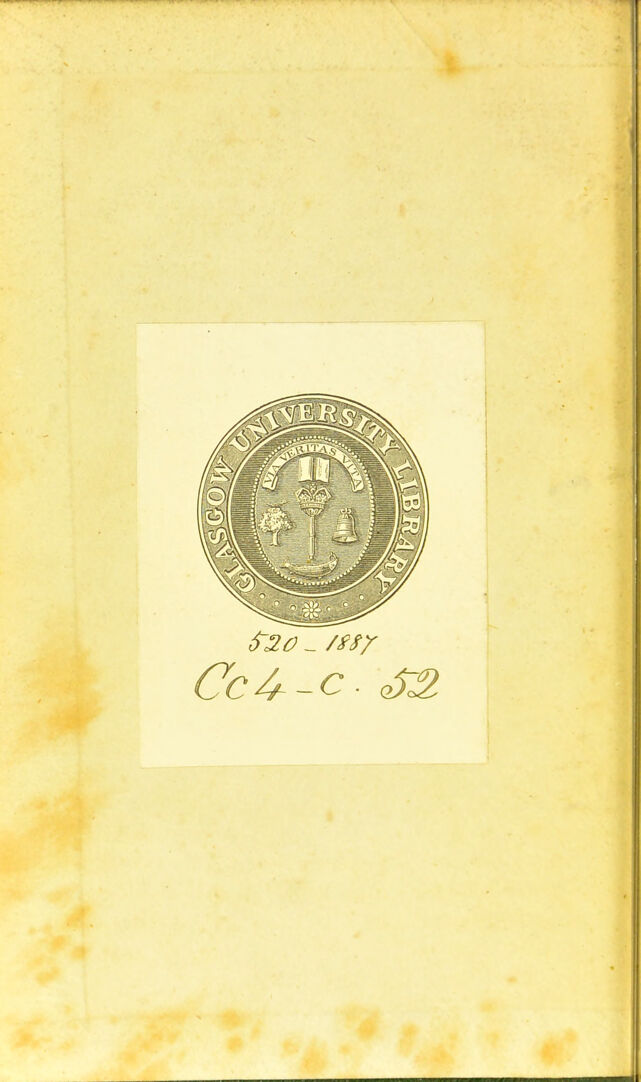 GLASGOW UNIVERSITY LIBRARY
VIA VERITAS VITA
520 - 1887
Cc4 - c. 52